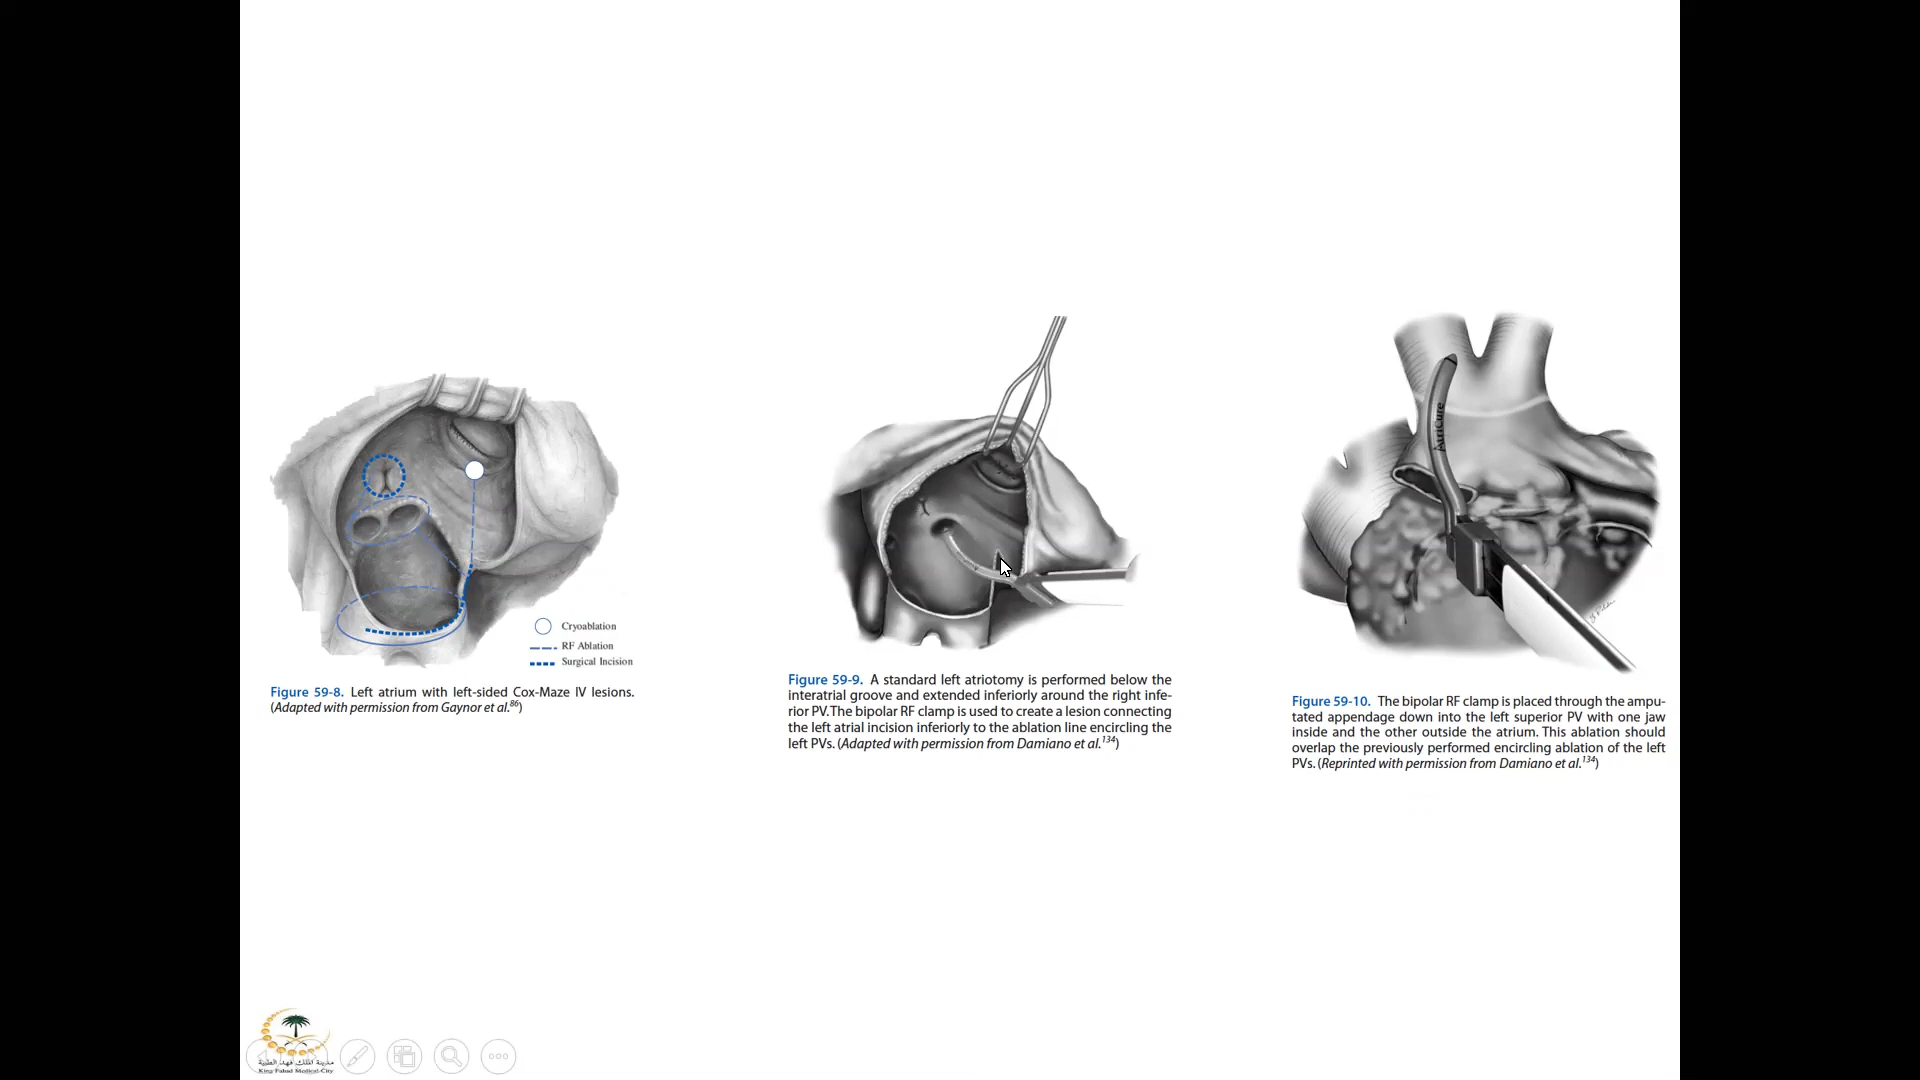 Cryoablation
RF Ablation
Surgical Incision
Figure 59-8. Left atrium with left-sided Cox-Maze IV lesions.
(Adapted with permission from Gaynor et al.86)
Figure 59-9. A standard left atriotomy is performed below the
interatrial groove and extended inferiorly around the right infe-
rior PV. The bipolar RF clamp is used to create a lesion connecting
the left atrial incision inferiorly to the ablation line encircling the
left PVs. (Adapted with permission from Damiano et al.134)
AtriCure
Figure 59-10. The bipolar RF clamp is placed through the ampu-
tated appendage down into the left superior PV with one jaw
inside and the other outside the atrium. This ablation should
overlap the previously performed encircling ablation of the left
PVs. (Reprinted with permission from Damiano et al.134)
مدينة الملك فهد الطبية
King Fahad Medical City